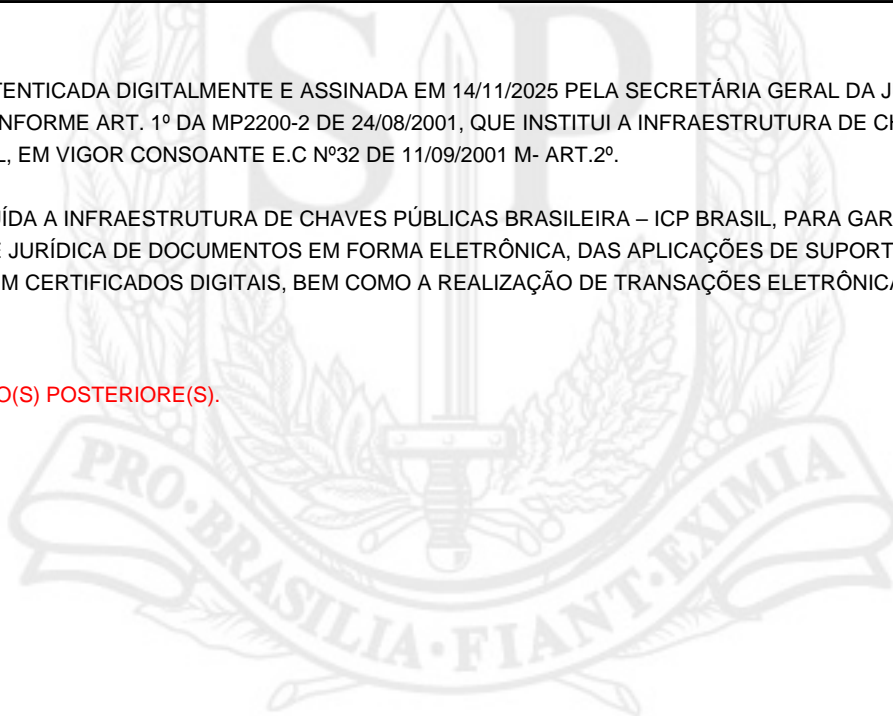 TENTICADA DIGITALMENTE E ASSINADA EM 14/11/2025 PELA SECRETÁRIA GERAL DA J
NFORME ART. 1º DA MP2200-2 DE 24/08/2001, QUE INSTITUI A INFRAESTRUTURA DE CH
L, EM VIGOR CONSOANTE E.C Nº32 DE 11/09/2001 M- ART.2º.
UÍDA A INFRAESTRUTURA DE CHAVES PÚBLICAS BRASILEIRA – ICP BRASIL, PARA GAR
E JURÍDICA DE DOCUMENTOS EM FORMA ELETRÔNICA, DAS APLICAÇÕES DE SUPORT
M CERTIFICADOS DIGITAIS, BEM COMO A REALIZAÇÃO DE TRANSAÇÕES ELETRÔNICA
O(S) POSTERIORE(S).
SP
PRO·BRASILIA·FIANT·EXIMIA